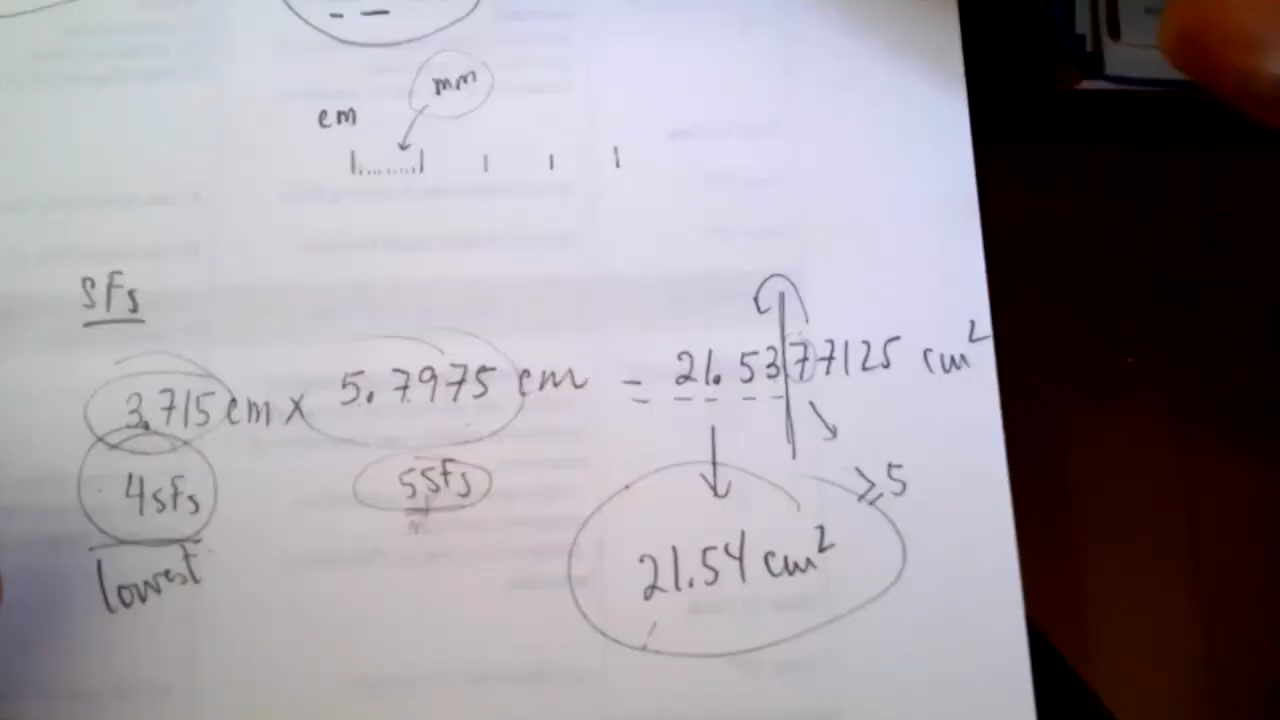 mm
cm
SFs
3.715 cm x 5.7975 cm = 21.5377125 cm²
4sfs
5sfs
≥5
lowest
21.54 cm²